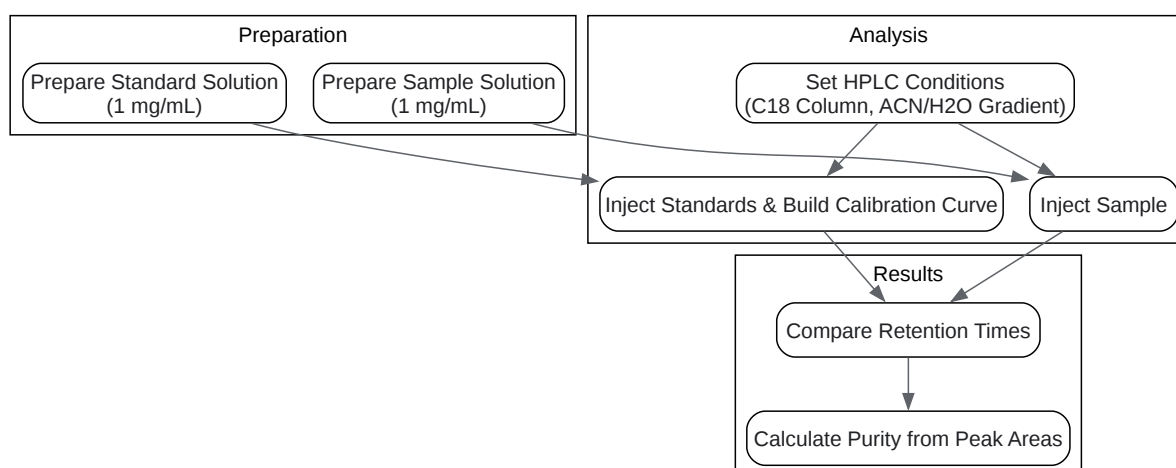 Preparation
Prepare Standard Solution
(1 mg/mL)
Prepare Sample Solution
(1 mg/mL)
Analysis
Set HPLC Conditions
(C18 Column, ACN/H2O Gradient)
Inject Standards & Build Calibration Curve
Inject Sample
Results
Compare Retention Times
Calculate Purity from Peak Areas